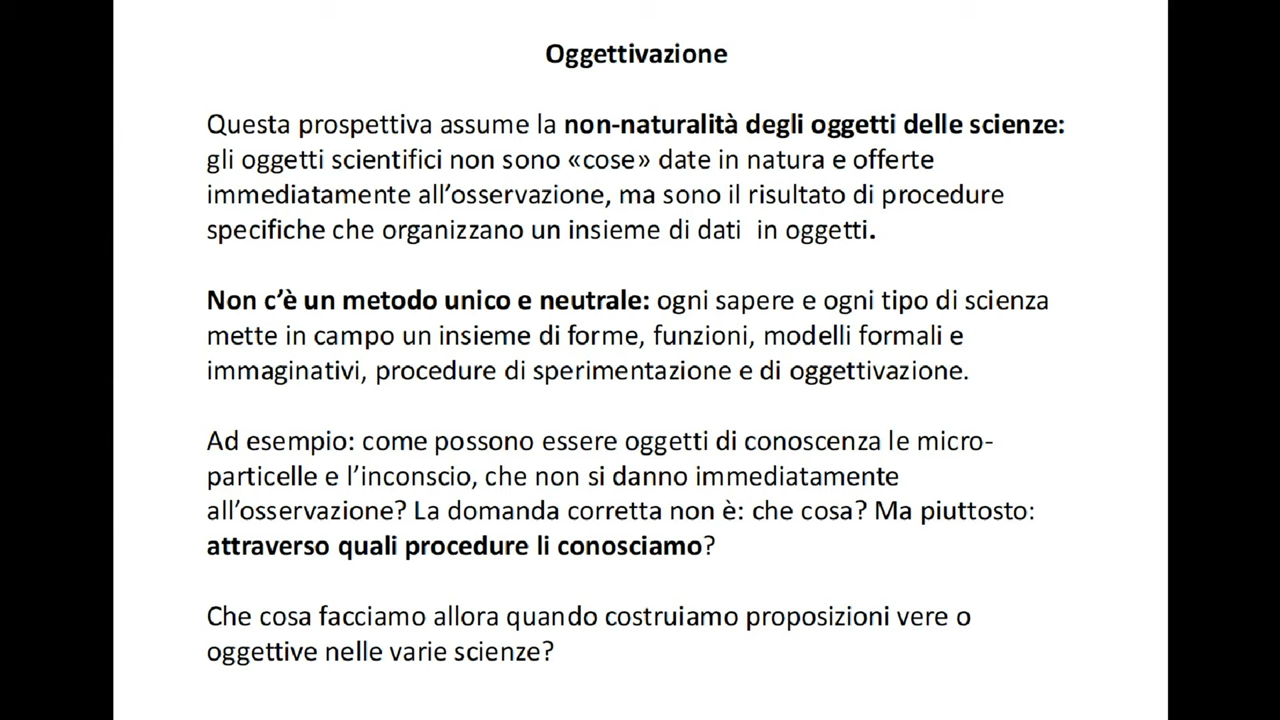 Oggettivazione
Questa prospettiva assume la non-naturalità degli oggetti delle scienze:
gli oggetti scientifici non sono «cose» date in natura e offerte
immediatamente all’osservazione, ma sono il risultato di procedure
specifiche che organizzano un insieme di dati  in oggetti.
Non c’è un metodo unico e neutrale: ogni sapere e ogni tipo di scienza
mette in campo un insieme di forme, funzioni, modelli formali e
immaginativi, procedure di sperimentazione e di oggettivazione.
Ad esempio: come possono essere oggetti di conoscenza le micro-
particelle e l’inconscio, che non si danno immediatamente
all’osservazione? La domanda corretta non è: che cosa? Ma piuttosto:
attraverso quali procedure li conosciamo?
Che cosa facciamo allora quando costruiamo proposizioni vere o
oggettive nelle varie scienze?